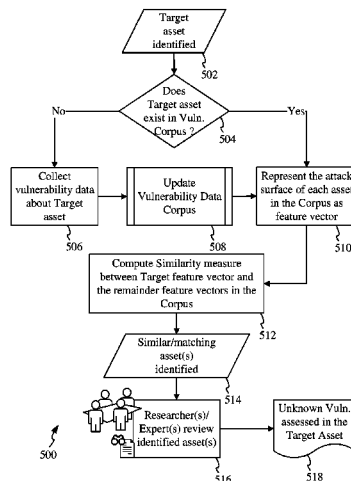 Target
asset
identified
502
Does
Target asset
exist in Vuln.
Corpus ?
504
No
Yes
Collect
vulnerability data
about Target
asset
506
Update
Vulnerability Data
Corpus
508
Represent the attack
surface of each asset
in the Corpus as
feature vector
510
Compute Similarity measure
between Target feature vector and
the remainder feature vectors in the
Corpus
512
Similar/matching
asset(s)
identified
514
Researcher(s)/
Expert(s) review
identified asset(s)
516
Unknown Vuln.
assessed in the
Target Asset
518
500